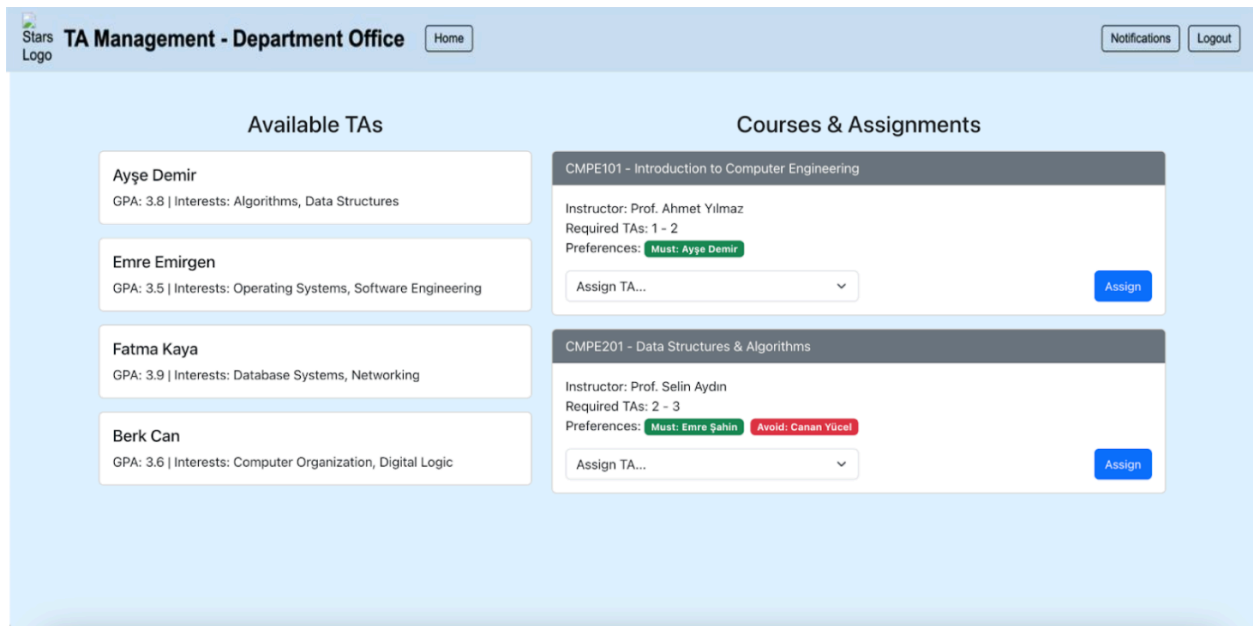 Stars
Logo
TA Management - Department Office
Home
Notifications
Logout
Available TAs
Ayşe Demir
GPA: 3.8 | Interests: Algorithms, Data Structures
Emre Emirgen
GPA: 3.5 | Interests: Operating Systems, Software Engineering
Fatma Kaya
GPA: 3.9 | Interests: Database Systems, Networking
Berk Can
GPA: 3.6 | Interests: Computer Organization, Digital Logic
Courses & Assignments
CMPE101 - Introduction to Computer Engineering
Instructor: Prof. Ahmet Yılmaz
Required TAs: 1 - 2
Preferences: Must: Ayşe Demir
Assign TA...
Assign
CMPE201 - Data Structures & Algorithms
Instructor: Prof. Selin Aydın
Required TAs: 2 - 3
Preferences: Must: Emre Şahin Avoid: Canan Yücel
Assign TA...
Assign